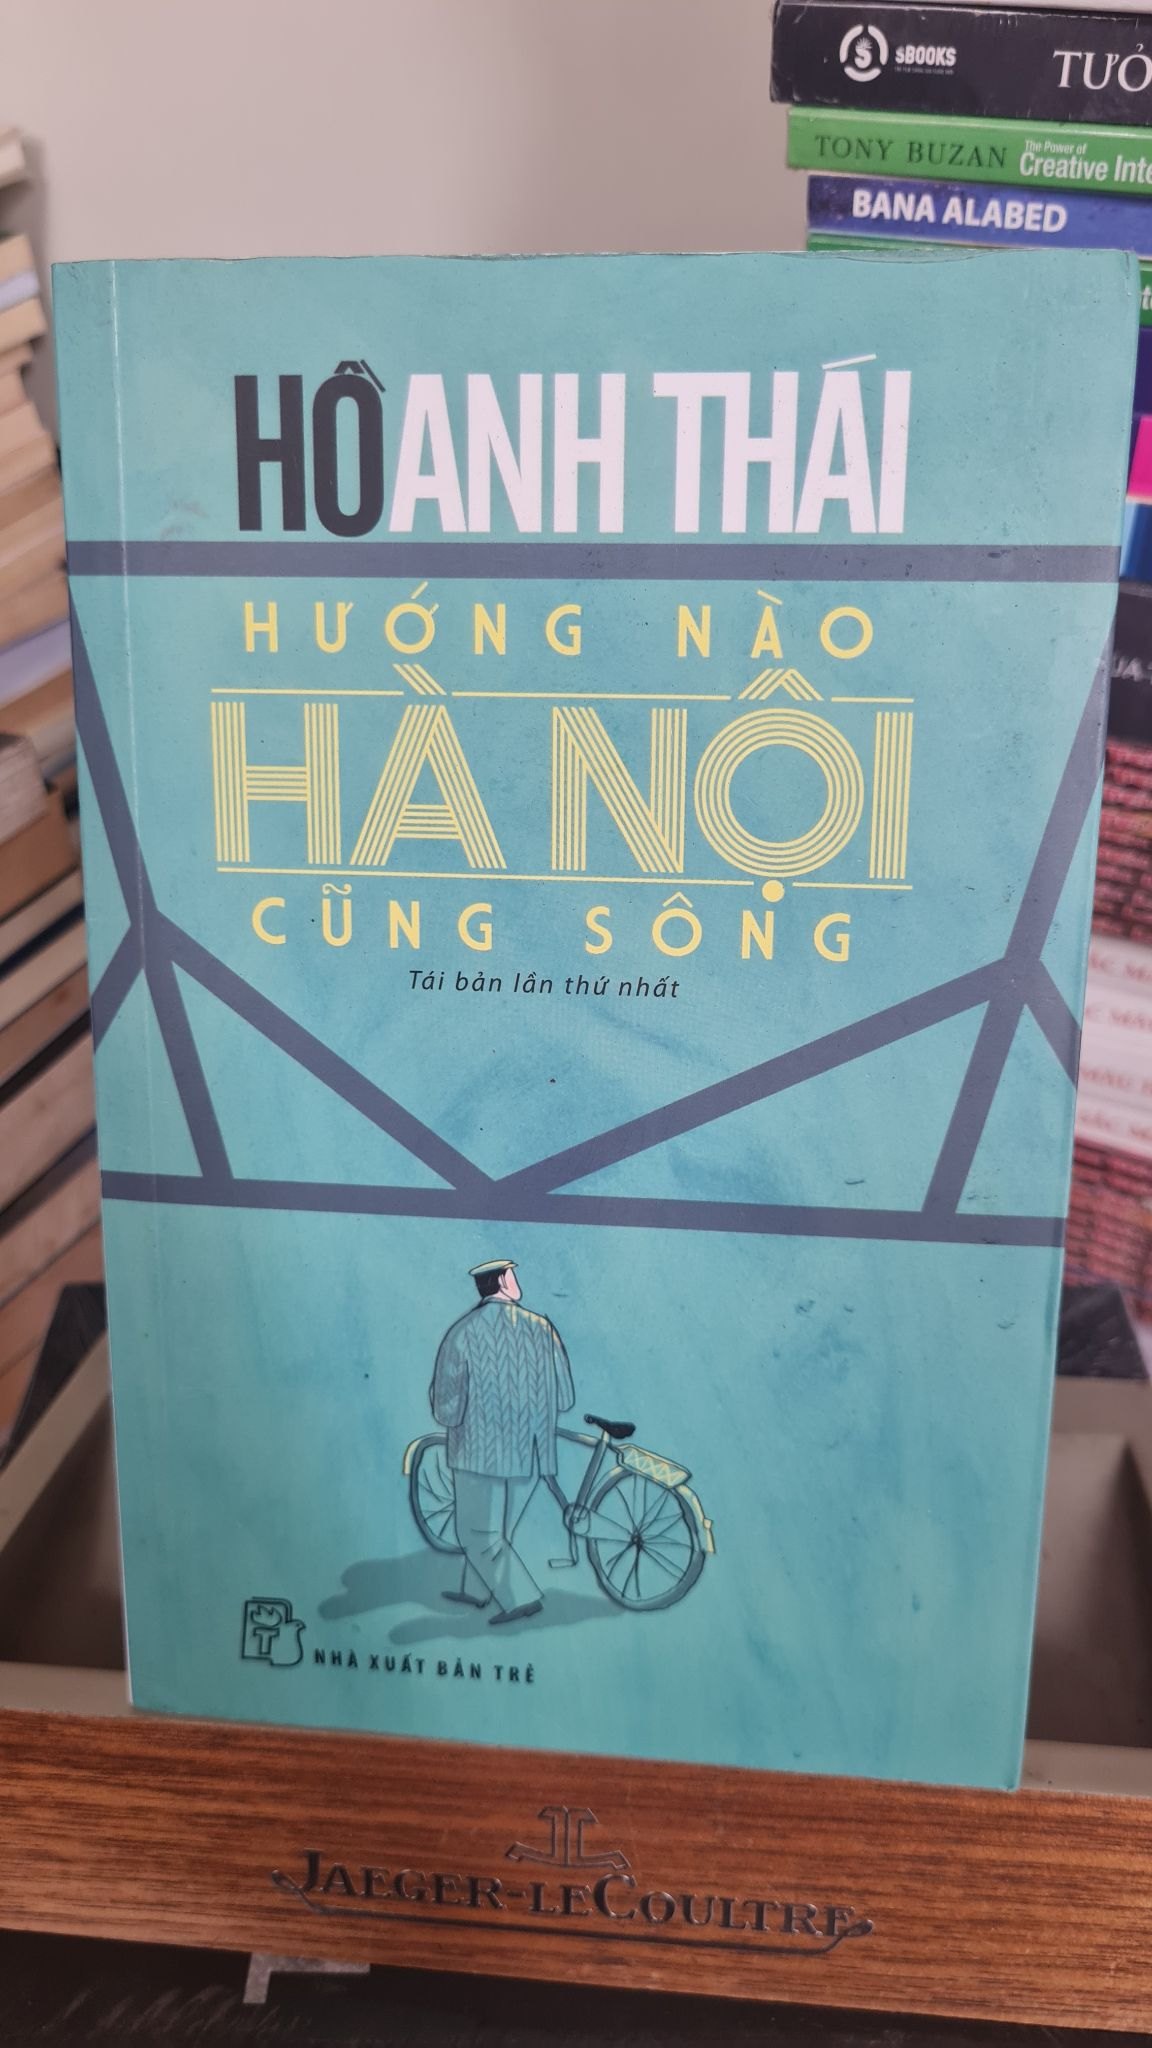 SBOOKS
TONY BUZAN The Power of
Creative
BANA ALABED
HỒ ANH THÁI
HƯỚNG NÀO
HÀ NỘI
CŨNG SÔNG
Tái bản lần thứ nhất
NHÀ XUẤT BẢN TRẺ
JAEGER-LECOULTRE